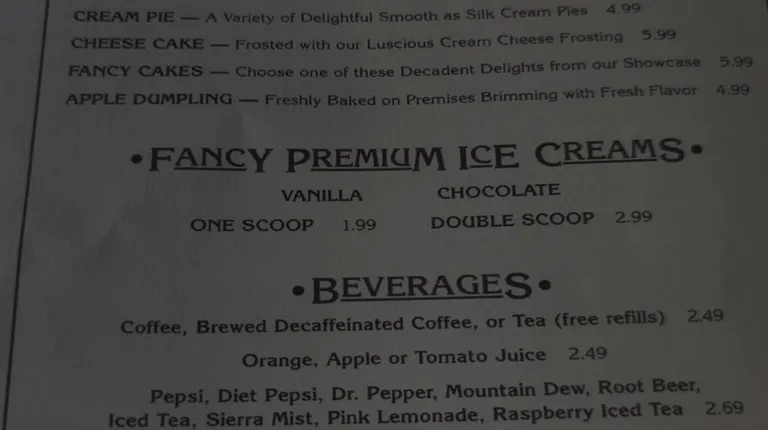 CREAM PIE — A Variety of Delightful Smooth as Silk Cream Pies 4.99
CHEESE CAKE — Frosted with our Luscious Cream Cheese Frosting 5.99
FANCY CAKES — Choose one of these Decadent Delights from our Showcase 5.99
APPLE DUMPLING — Freshly Baked on Premises Brimming with Fresh Flavor 4.99
• FANCY PREMIUM ICE CREAMS •
VANILLA CHOCOLATE
ONE SCOOP 1.99 DOUBLE SCOOP 2.99
• BEVERAGES •
Coffee, Brewed Decaffeinated Coffee, or Tea (free refills) 2.49
Orange, Apple or Tomato Juice 2.49
Pepsi, Diet Pepsi, Dr. Pepper, Mountain Dew, Root Beer,
Iced Tea, Sierra Mist, Pink Lemonade, Raspberry Iced Tea 2.69